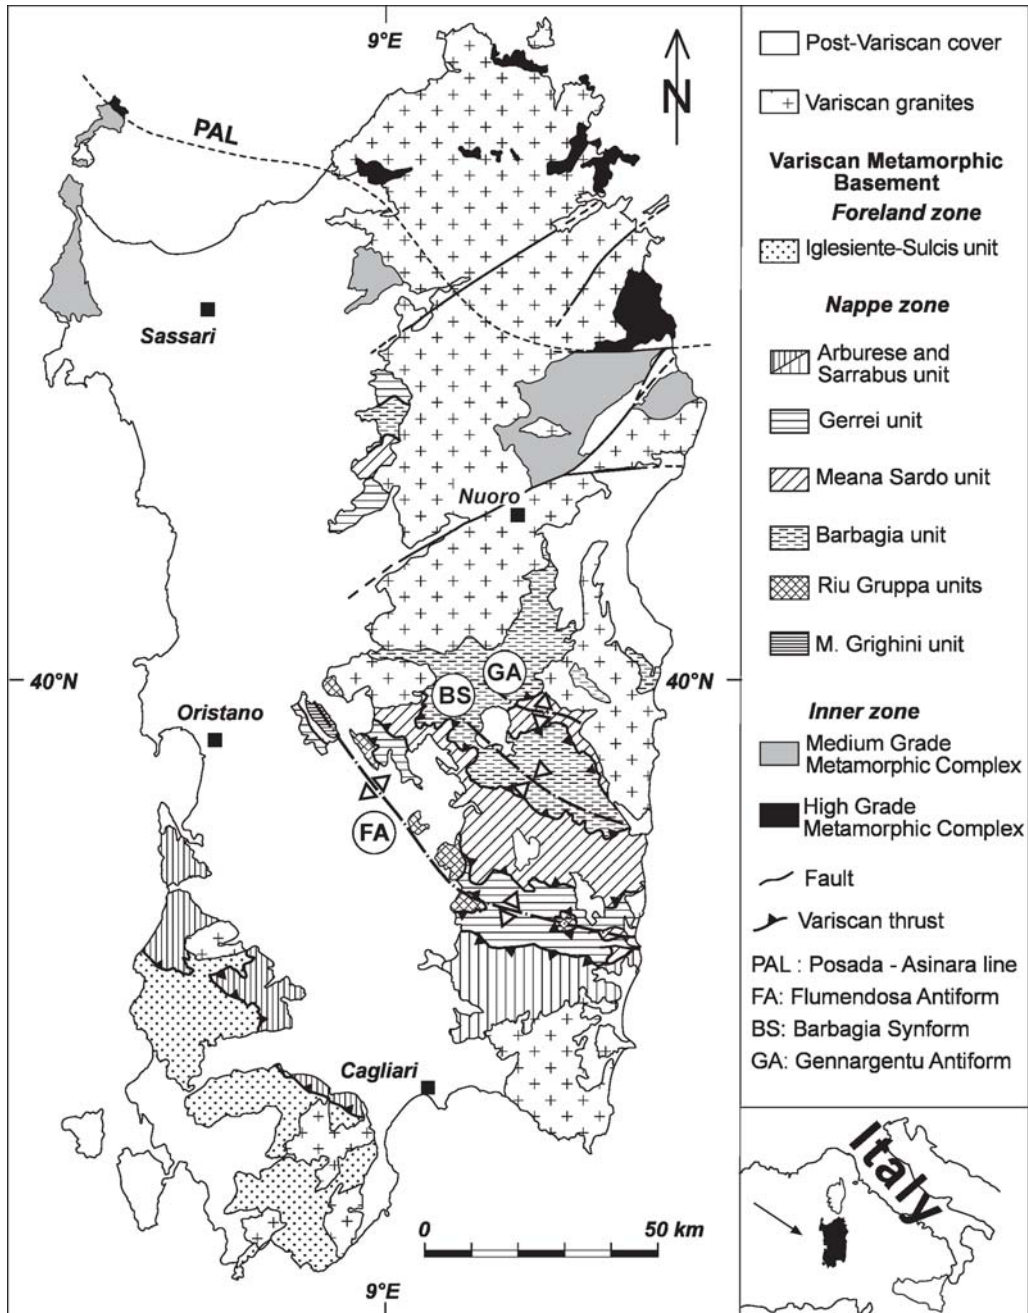 9°E
PAL
N
Sassari
Nuoro
40°N
40°N
GA
BS
Oristano
FA
Cagliari
0
50 km
9°E
Post-Variscan cover
Variscan granites
Variscan Metamorphic
Basement
Foreland zone
Iglesiente-Sulcis unit
Nappe zone
Arburese and
Sarrabus unit
Gerrei unit
Meana Sardo unit
Barbagia unit
Riu Gruppa units
M. Grighini unit
Inner zone
Medium Grade
Metamorphic Complex
High Grade
Metamorphic Complex
Fault
Variscan thrust
PAL : Posada - Asinara line
FA: Flumendosa Antiform
BS: Barbagia Synform
GA: Gennargentu Antiform
Italy